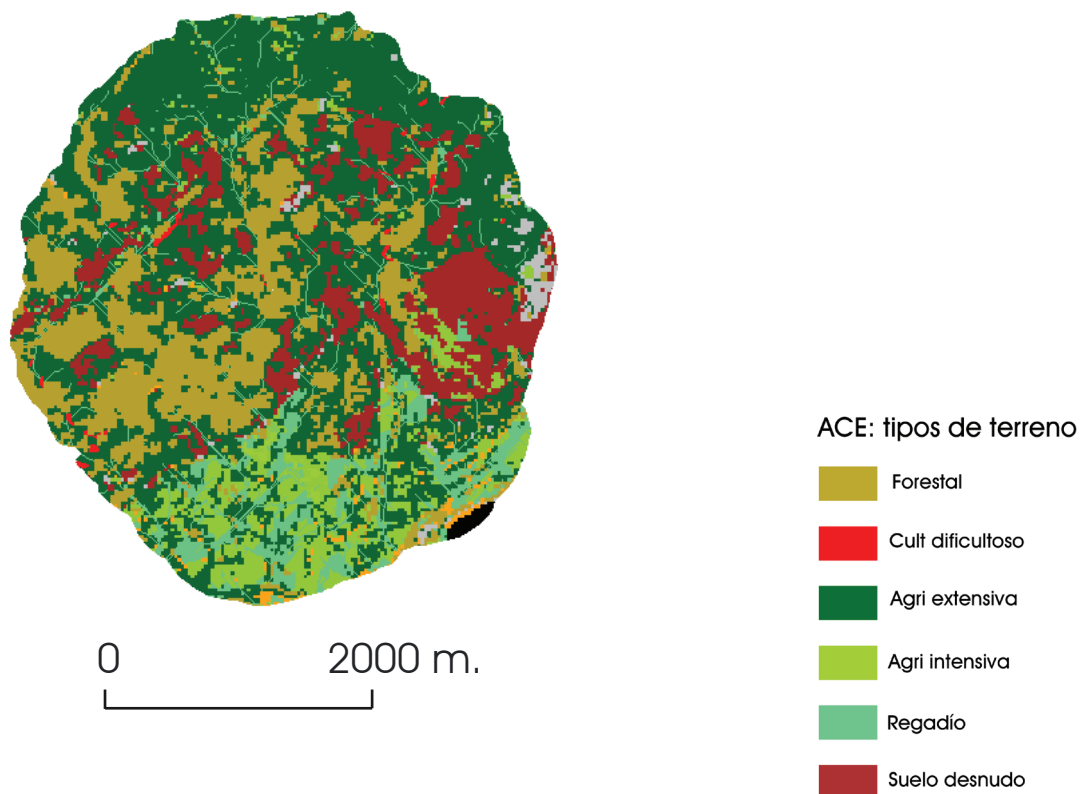 ACE: tipos de terreno
Forestal
Cult dificultoso
Agri extensiva
Agri intensiva
Regadío
Suelo desnudo
0 2000 m.